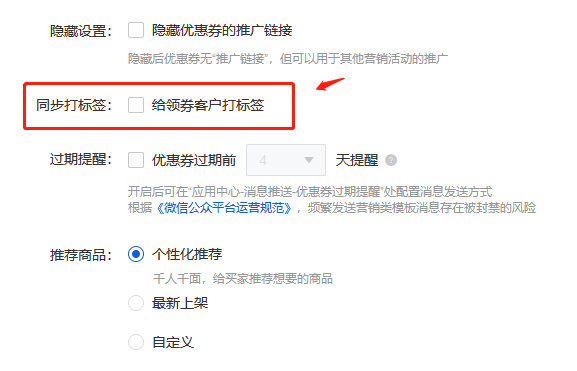 隐藏设置： 隐藏优惠券的推广链接
隐藏后优惠券无“推广链接”，但可以用于其他营销活动的推广
同步打标签： 给领券客户打标签
过期提醒： 优惠券过期前 4 天提醒 ?
开启后可在“应用中心-消息推送-优惠券过期提醒”处配置消息发送方式
根据《微信公众平台运营规范》，频繁发送营销类模板消息存在被封禁的风险
推荐商品： 个性化推荐
千人千面，给买家推荐想要的商品
最新上架
自定义